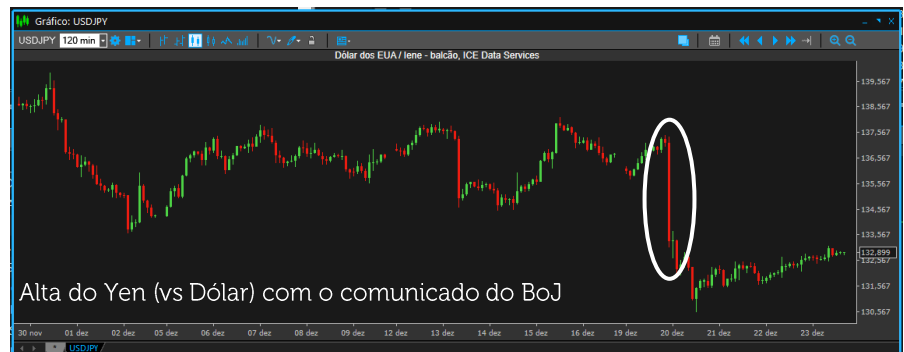 Gráfico: USDJPY
USDJPY 120 min
Dólar dos EUA / Iene - balcão, ICE Data Services
139,567
138,567
137,567
136,567
135,567
134,567
133,567
132,899
132,567
131,567
130,567
Alta do Yen (vs Dólar) com o comunicado do BoJ
30 nov 01 dez 02 dez 05 dez 06 dez 07 dez 08 dez 09 dez 12 dez 13 dez 14 dez 15 dez 16 dez 19 dez 20 dez 21 dez 22 dez 23 dez
USDJPY